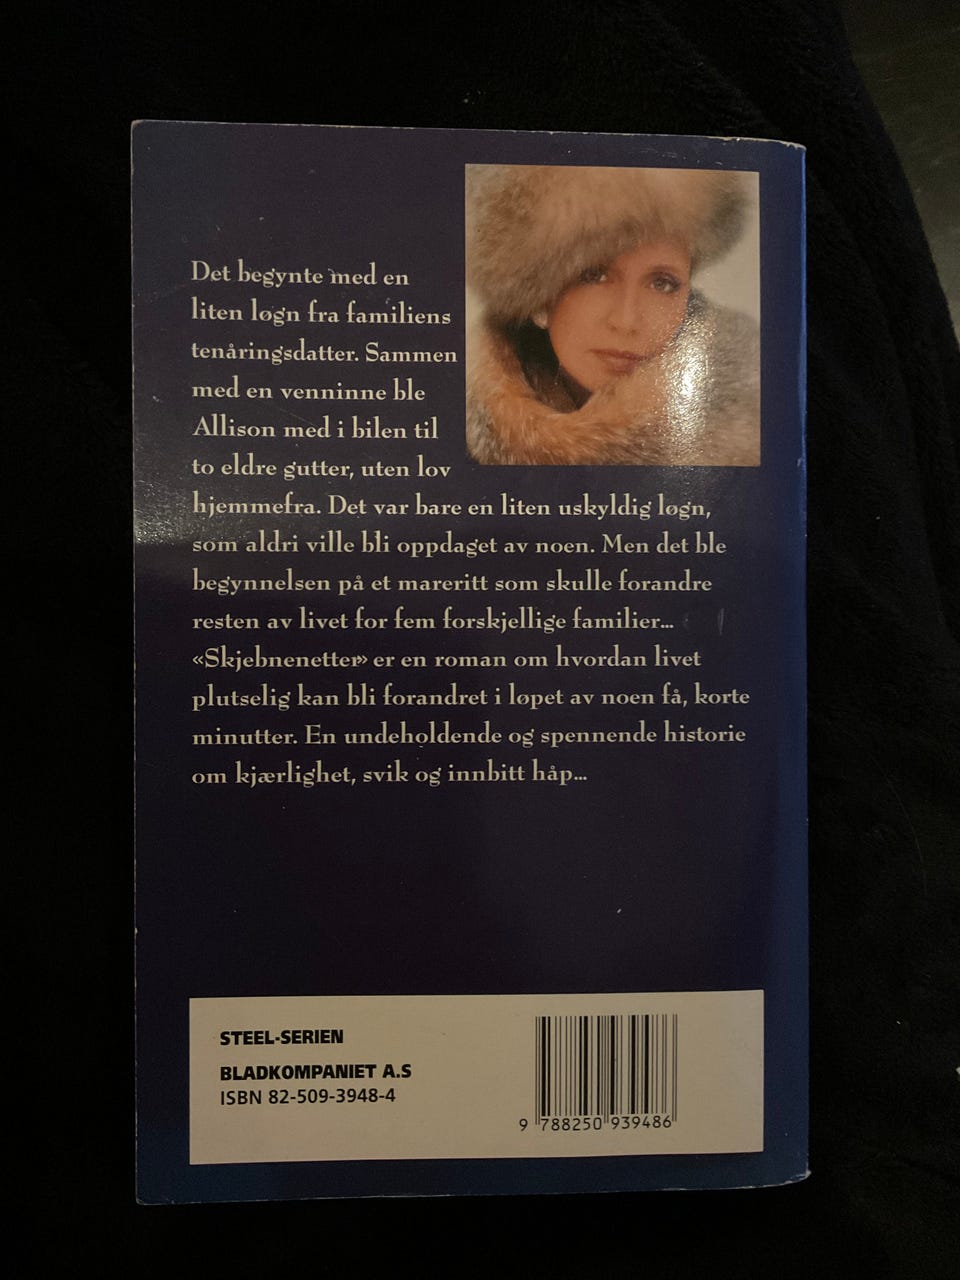 Det begynte med en
liten løgn fra familiens
tenåringsdatter. Sammen
med en venninne ble
Allison med i bilen til
to eldre gutter, uten lov
hjemmefra. Det var bare en liten uskyldig løgn,
som aldri ville bli oppdaget av noen. Men det ble
begynnelsen på et mareritt som skulle forandre
resten av livet for fem forskjellige familier...
«Skjebnenetter» er en roman om hvordan livet
plutselig kan bli forandret i løpet av noen få, korte
minutter. En undeholdende og spennende historie
om kjærlighet, svik og innbitt håp...
STEEL-SERIEN
BLADKOMPANIET A.S
ISBN 82-509-3948-4
9 788250 939486